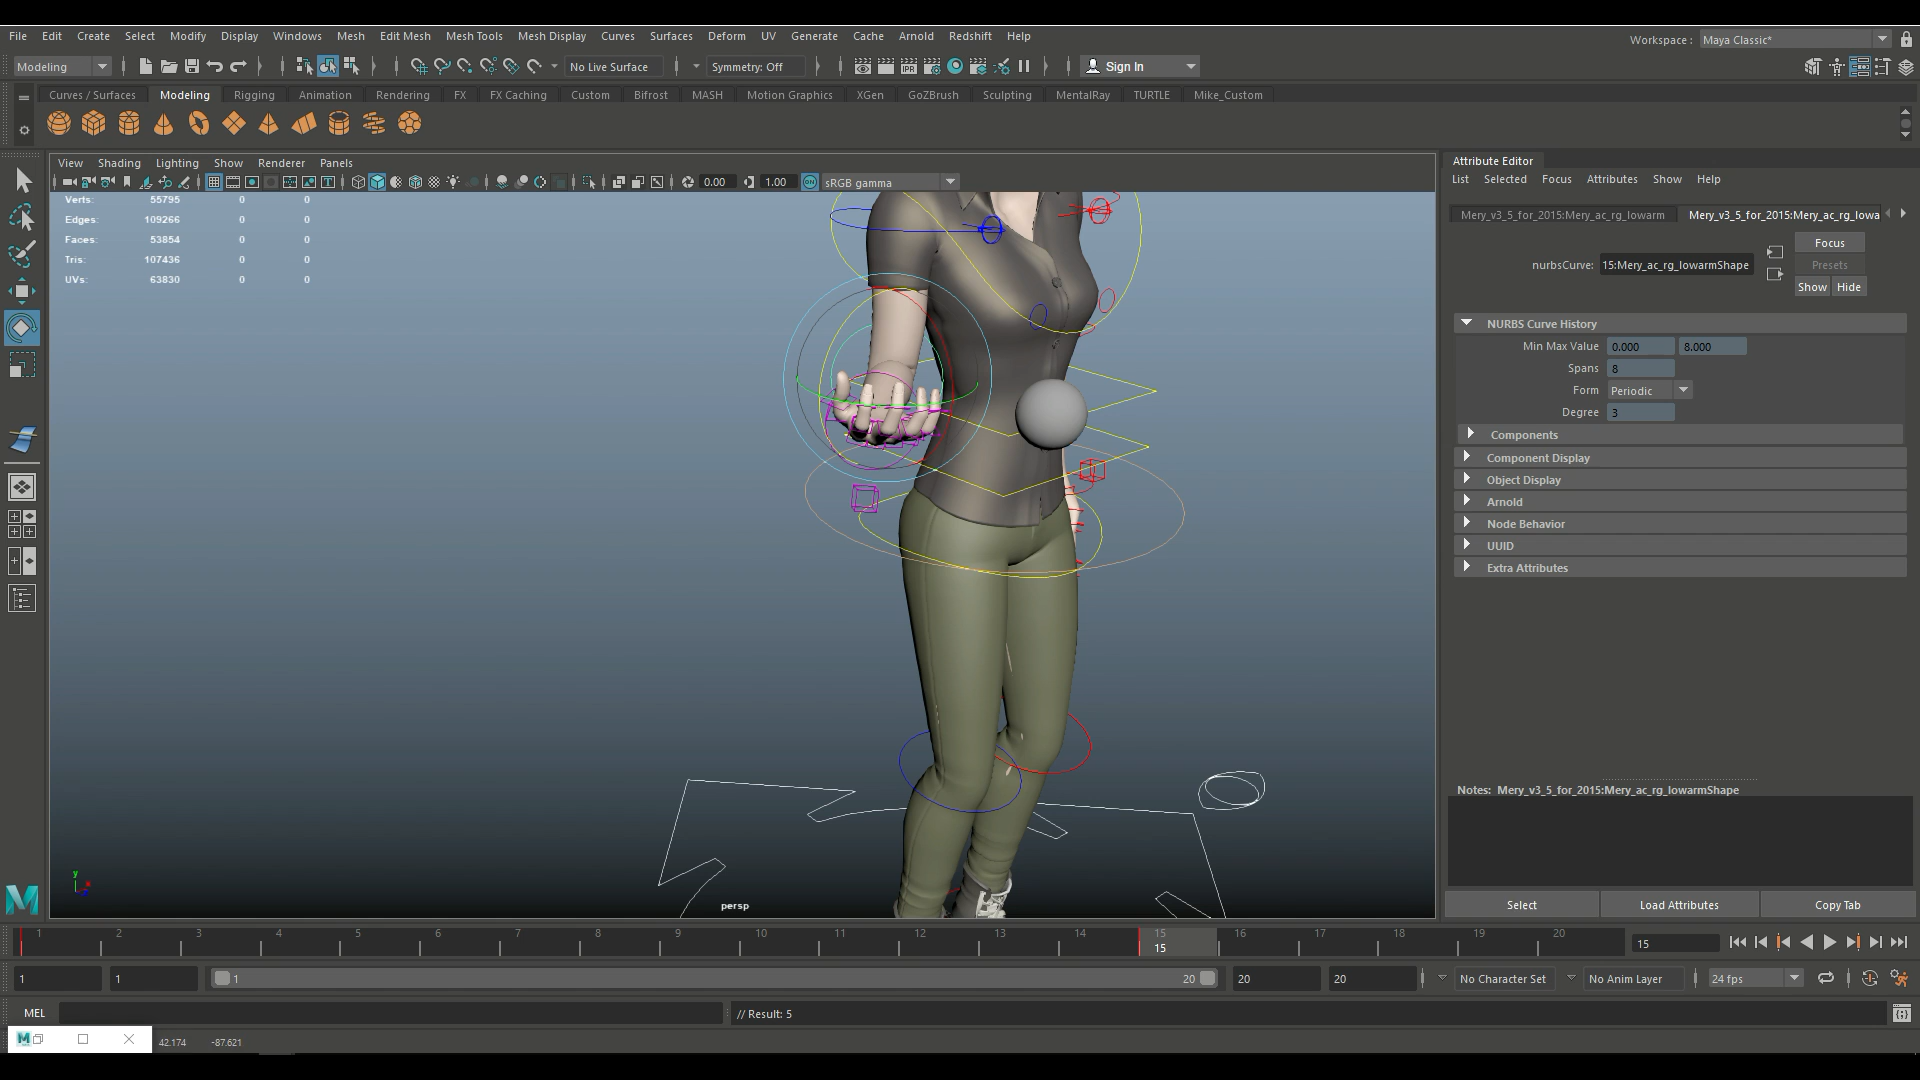 File Edit Create Select Modify Display Windows Mesh Edit Mesh Mesh Tools Mesh Display Curves Surfaces Deform UV Generate Cache Arnold Redshift Help
Workspace : Maya Classic*
Modeling No Live Surface Symmetry: Off IPR Sign In
Curves / Surfaces Modeling Rigging Animation Rendering FX FX Caching Custom Bifrost MASH Motion Graphics XGen GoZBrush Sculpting MentalRay TURTLE Mike_Custom
View Shading Lighting Show Renderer Panels
0.00 1.00 ON sRGB gamma
Verts: 55795 0 0
Edges: 109266 0 0
Faces: 53854 0 0
Tris: 107436 0 0
UVs: 63830 0 0
y
persp
Attribute Editor
List Selected Focus Attributes Show Help
Mery_v3_5_for_2015:Mery_ac_rg_lowarm Mery_v3_5_for_2015:Mery_ac_rg_lowa
Focus
nurbsCurve: 15:Mery_ac_rg_lowarmShape Presets
Show Hide
NURBS Curve History
Min Max Value 0.000 8.000
Spans 8
Form Periodic
Degree 3
Components
Component Display
Object Display
Arnold
Node Behavior
UUID
Extra Attributes
Notes: Mery_v3_5_for_2015:Mery_ac_rg_lowarmShape
Select Load Attributes Copy Tab
1 2 3 4 5 6 7 8 9 10 11 12 13 14 15 16 17 18 19 20
15 15
1 1 1 20 20 20 No Character Set No Anim Layer 24 fps
MEL // Result: 5
M 42.174 -87.621